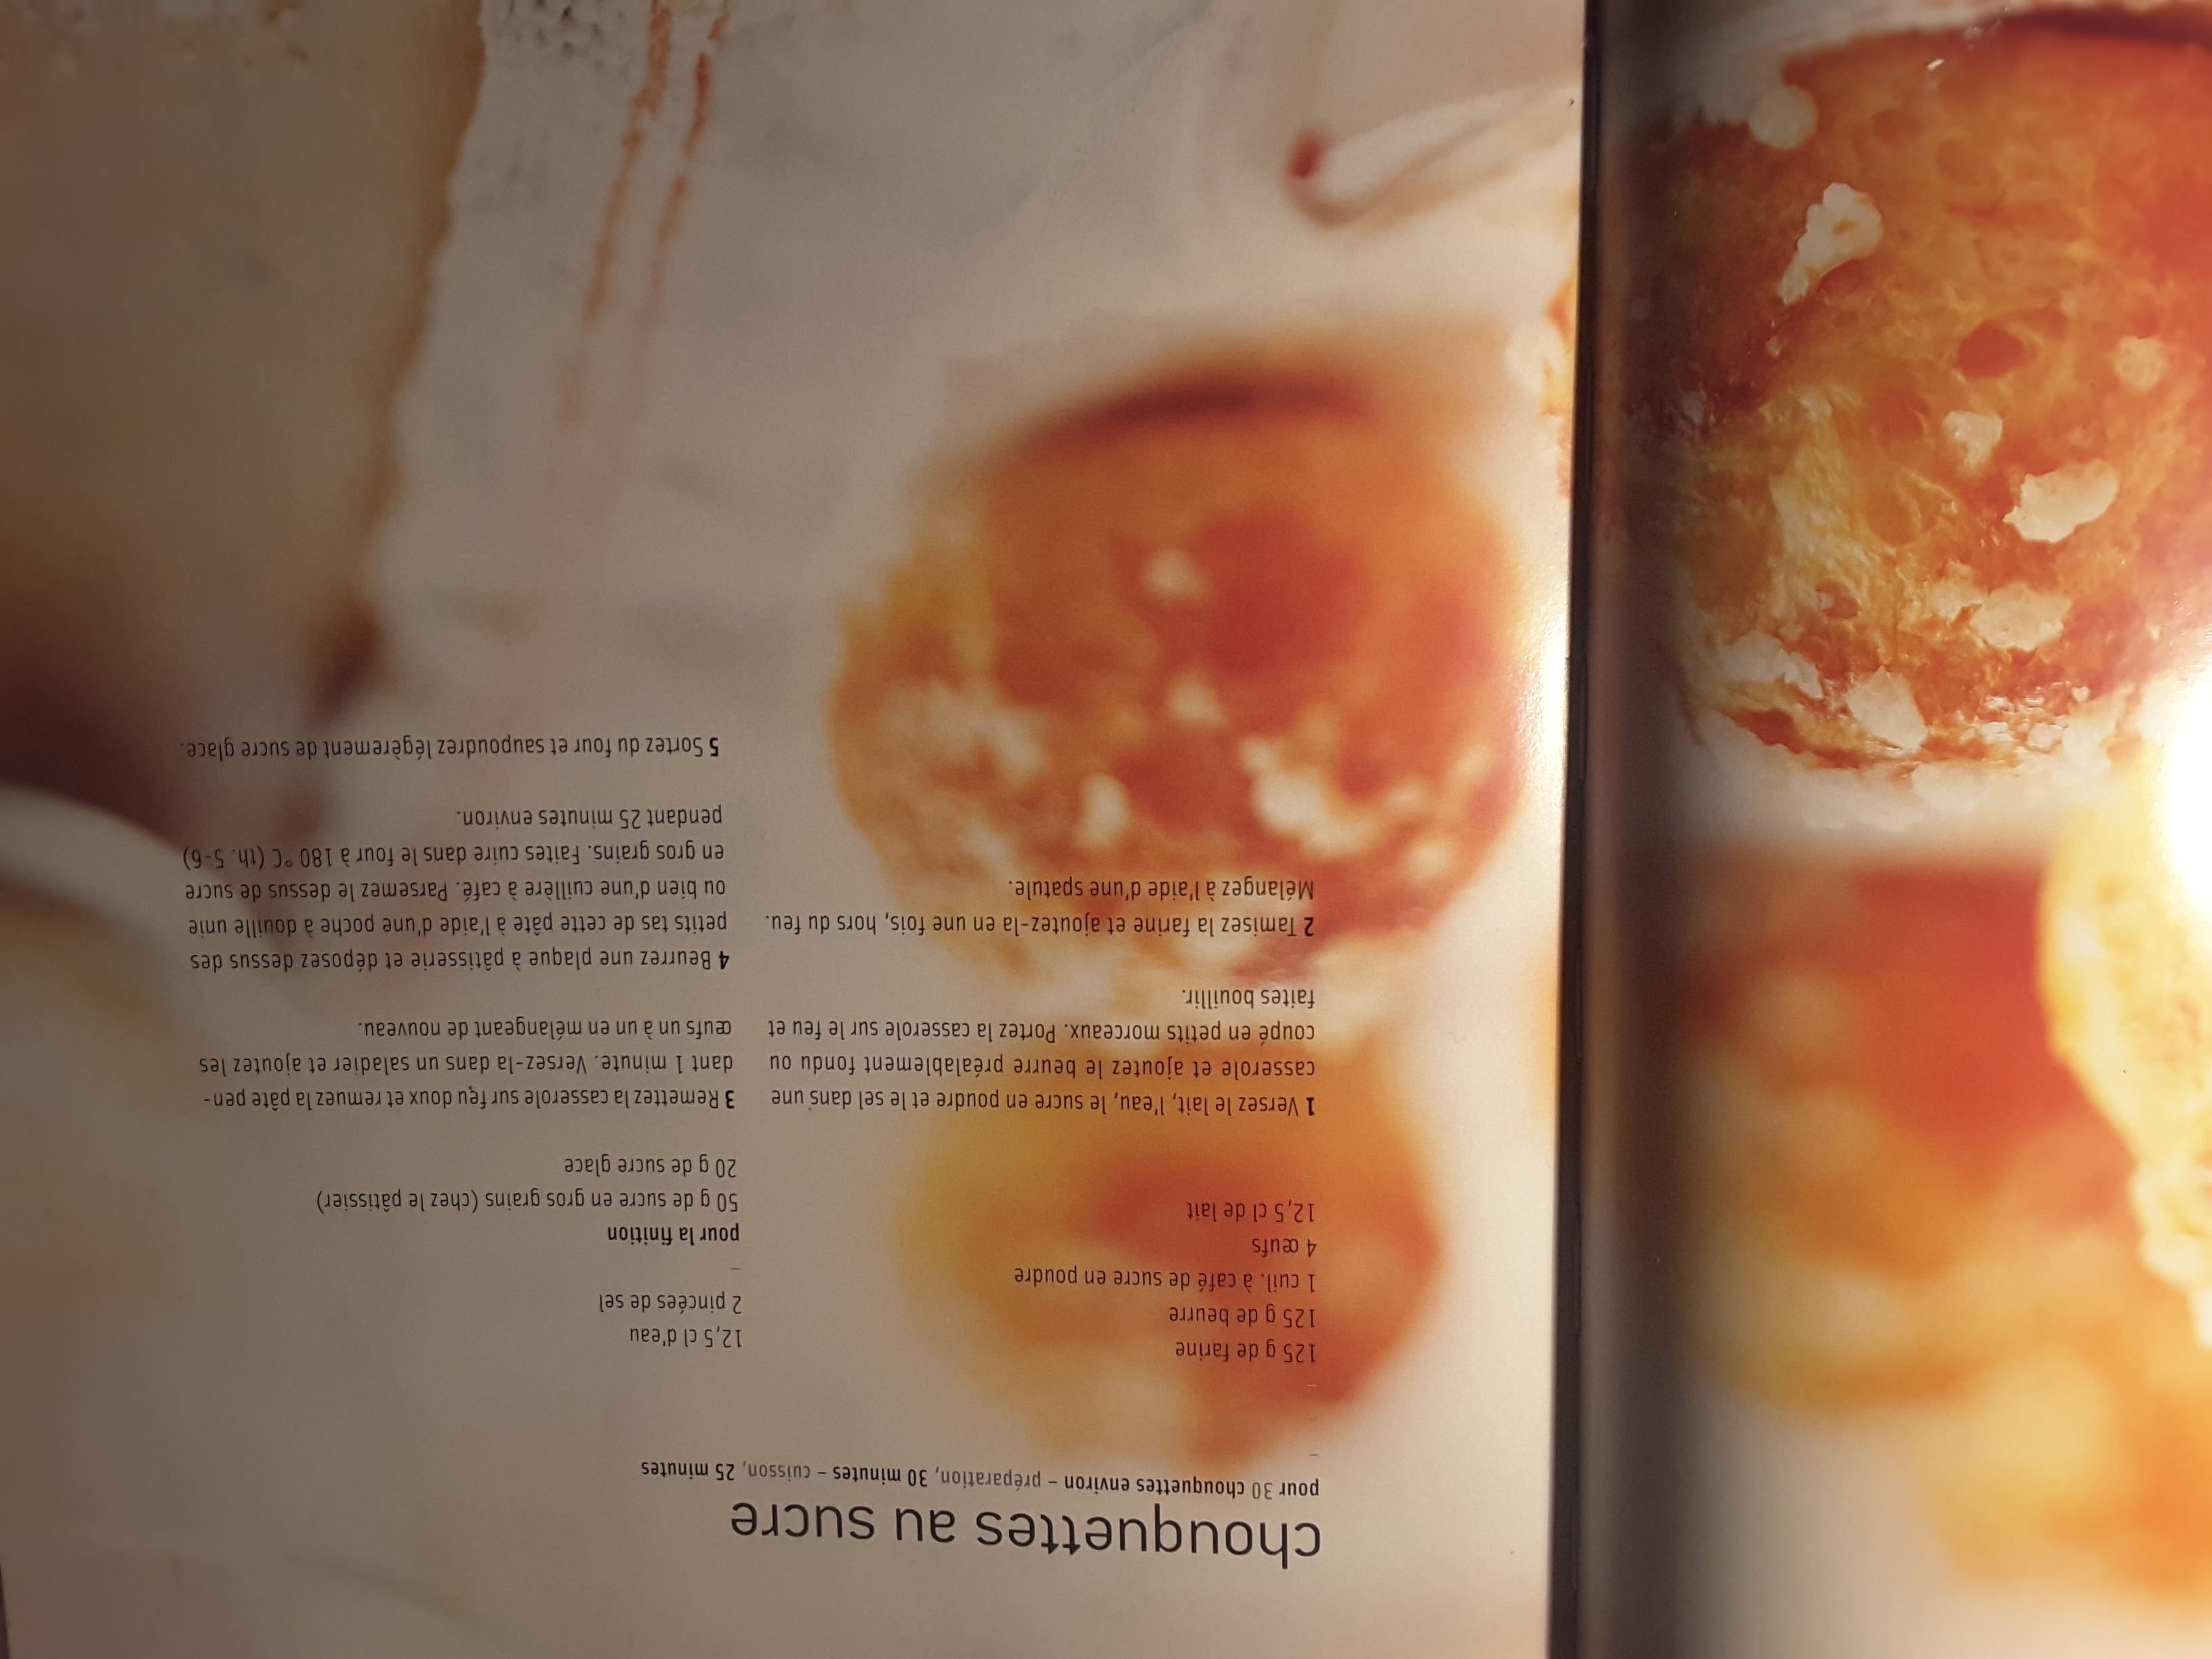 chouquettes au sucre
pour 30 chouquettes environ – préparation, 30 minutes – cuisson, 25 minutes
–
125 g de farine
125 g de beurre
1 cuil. à café de sucre en poudre
4 œufs
12,5 cl de lait
12,5 cl d'eau
2 pincées de sel
–
pour la finition
50 g de sucre en gros grains (chez le pâtissier)
20 g de sucre glace
1 Versez le lait, l'eau, le sucre en poudre et le sel dans une
casserole et ajoutez le beurre préalablement fondu ou
coupé en petits morceaux. Portez la casserole sur le feu et
faites bouillir.
2 Tamisez la farine et ajoutez-la en une fois, hors du feu.
Mélangez à l'aide d'une spatule.
3 Remettez la casserole sur feu doux et remuez la pâte pen-
dant 1 minute. Versez-la dans un saladier et ajoutez les
œufs un à un en mélangeant de nouveau.
4 Beurrez une plaque à pâtisserie et déposez dessus des
petits tas de cette pâte à l'aide d'une poche à douille unie
ou bien d'une cuillère à café. Parsemez le dessus de sucre
en gros grains. Faites cuire dans le four à 180 °C (th. 5-6)
pendant 25 minutes environ.
5 Sortez du four et saupoudrez légèrement de sucre glace.